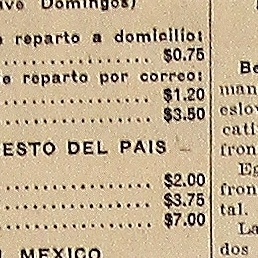 ave Domingos)
e reparto a domicilio:
$0.75
e reparto por correo:
$1.20
$3.50
ESTO DEL PAIS
$2.00
$3.75
$7.00
MEXICO
Be
man
eslov
cati
fron
Eg
fron
tal.
La
dos